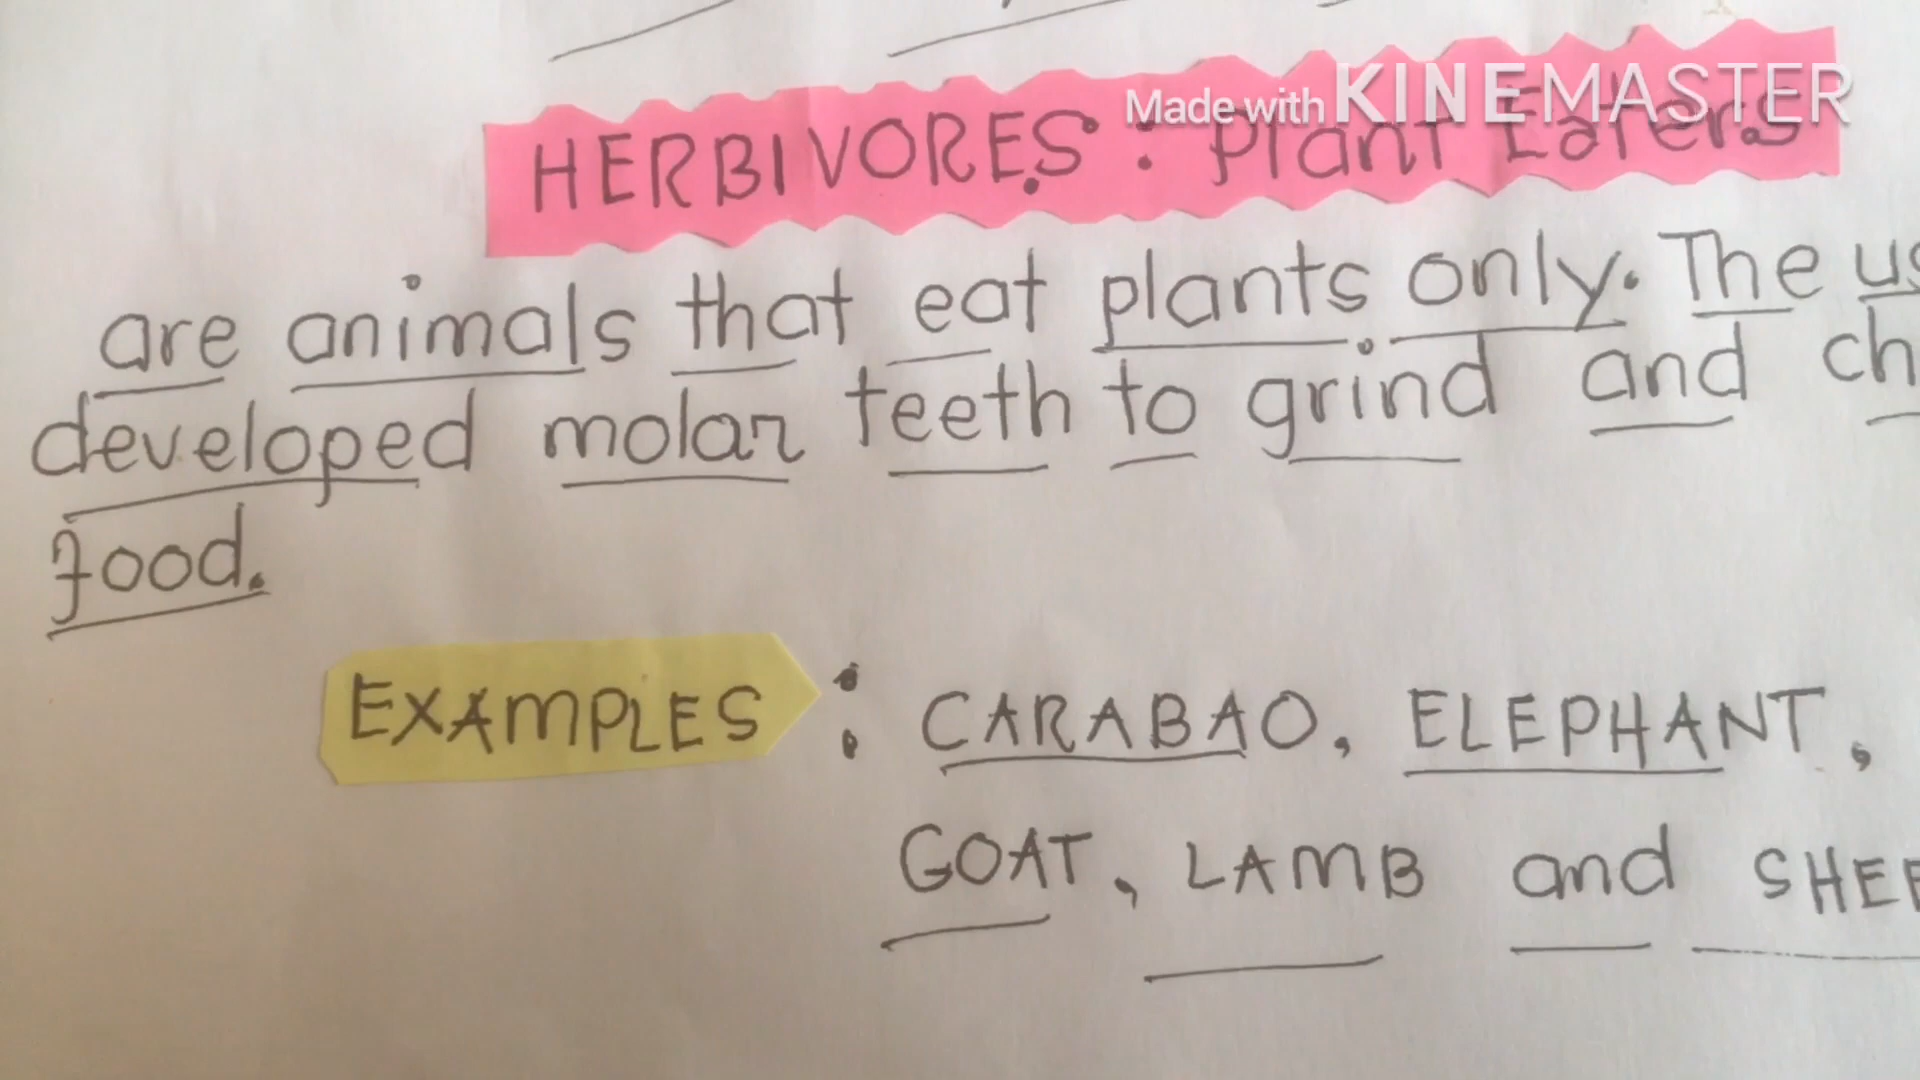 Made with KINEMASTER
HERBIVORES : Plant Eaters
are animals that eat plants only. The
developed molar teeth to grind and
food.
EXAMPLES : CARABAO, ELEPHANT,
GOAT, LAMB and